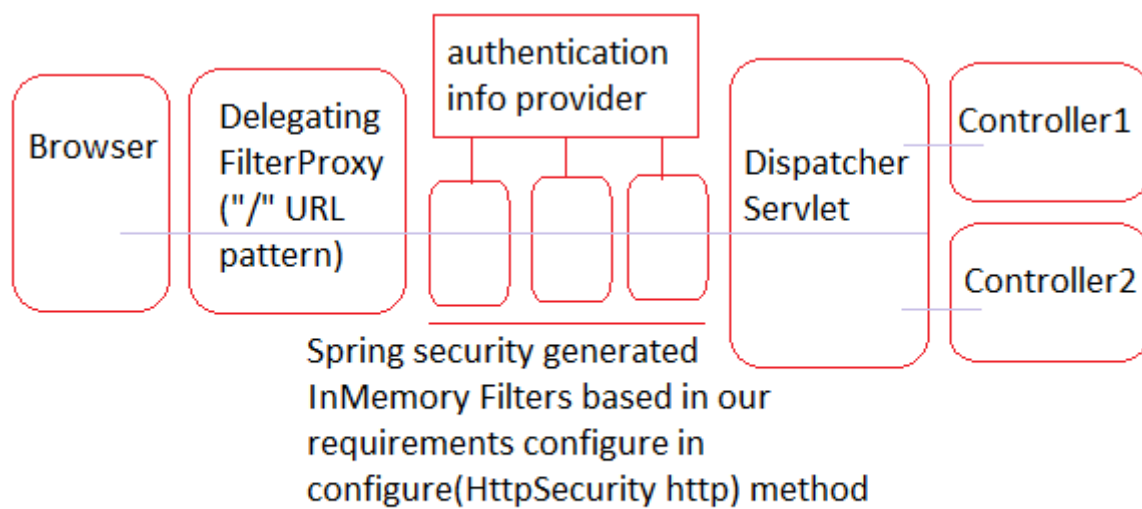 Browser
Delegating
FilterProxy
("/" URL
pattern)
authentication
info provider
Dispatcher
Servlet
Controller1
Controller2
Spring security generated
InMemory Filters based in our
requirements configure in
configure(HttpSecurity http) method